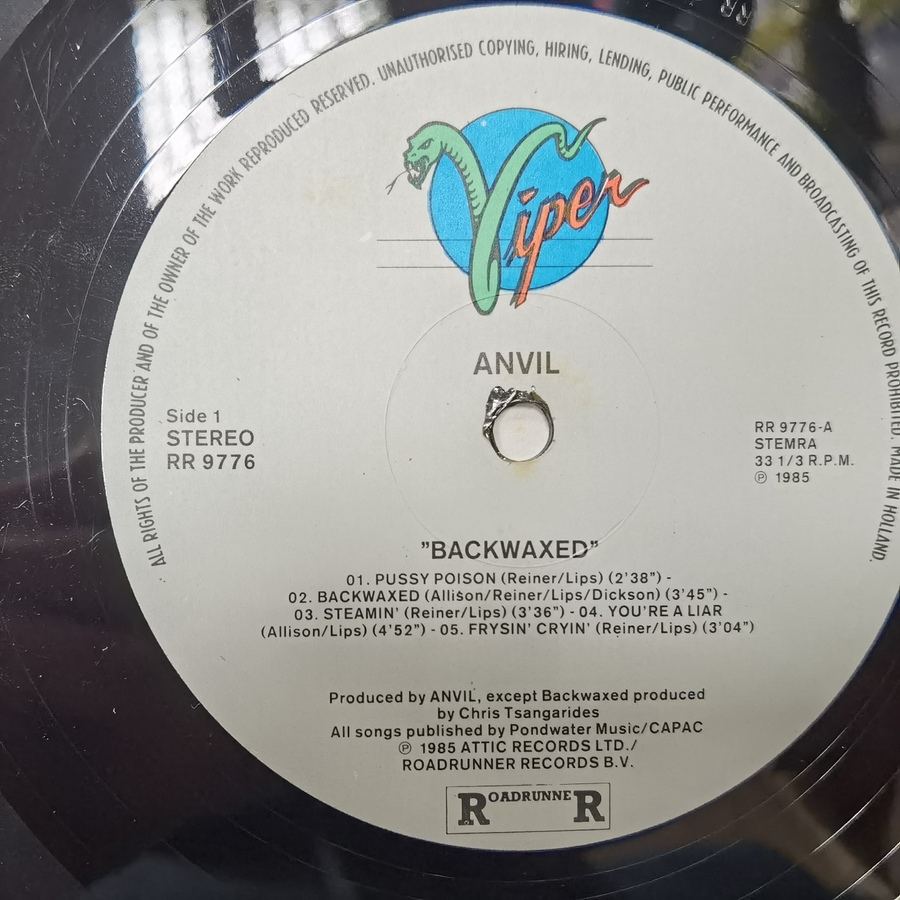 ALL RIGHTS OF THE PRODUCER AND OF THE OWNER OF THE WORK REPRODUCED RESERVED. UNAUTHORISED COPYING, HIRING, LENDING, PUBLIC PERFORMANCE AND BROADCASTING OF THIS RECORD PROHIBITED. MADE IN HOLLAND.
Viper
ANVIL
Side 1
STEREO
RR 9776
RR 9776-A
STEMRA
33 1/3 R.P.M.
℗ 1985
"BACKWAXED"
01. PUSSY POISON (Reiner/Lips) (2'38") -
02. BACKWAXED (Allison/Reiner/Lips/Dickson) (3'45") -
03. STEAMIN' (Reiner/Lips) (3'36") - 04. YOU'RE A LIAR
(Allison/Lips) (4'52") - 05. FRYSIN' CRYIN' (Reiner/Lips) (3'04")
Produced by ANVIL, except Backwaxed produced
by Chris Tsangarides
All songs published by Pondwater Music/CAPAC
℗ 1985 ATTIC RECORDS LTD./
ROADRUNNER RECORDS B.V.
ROADRUNNER